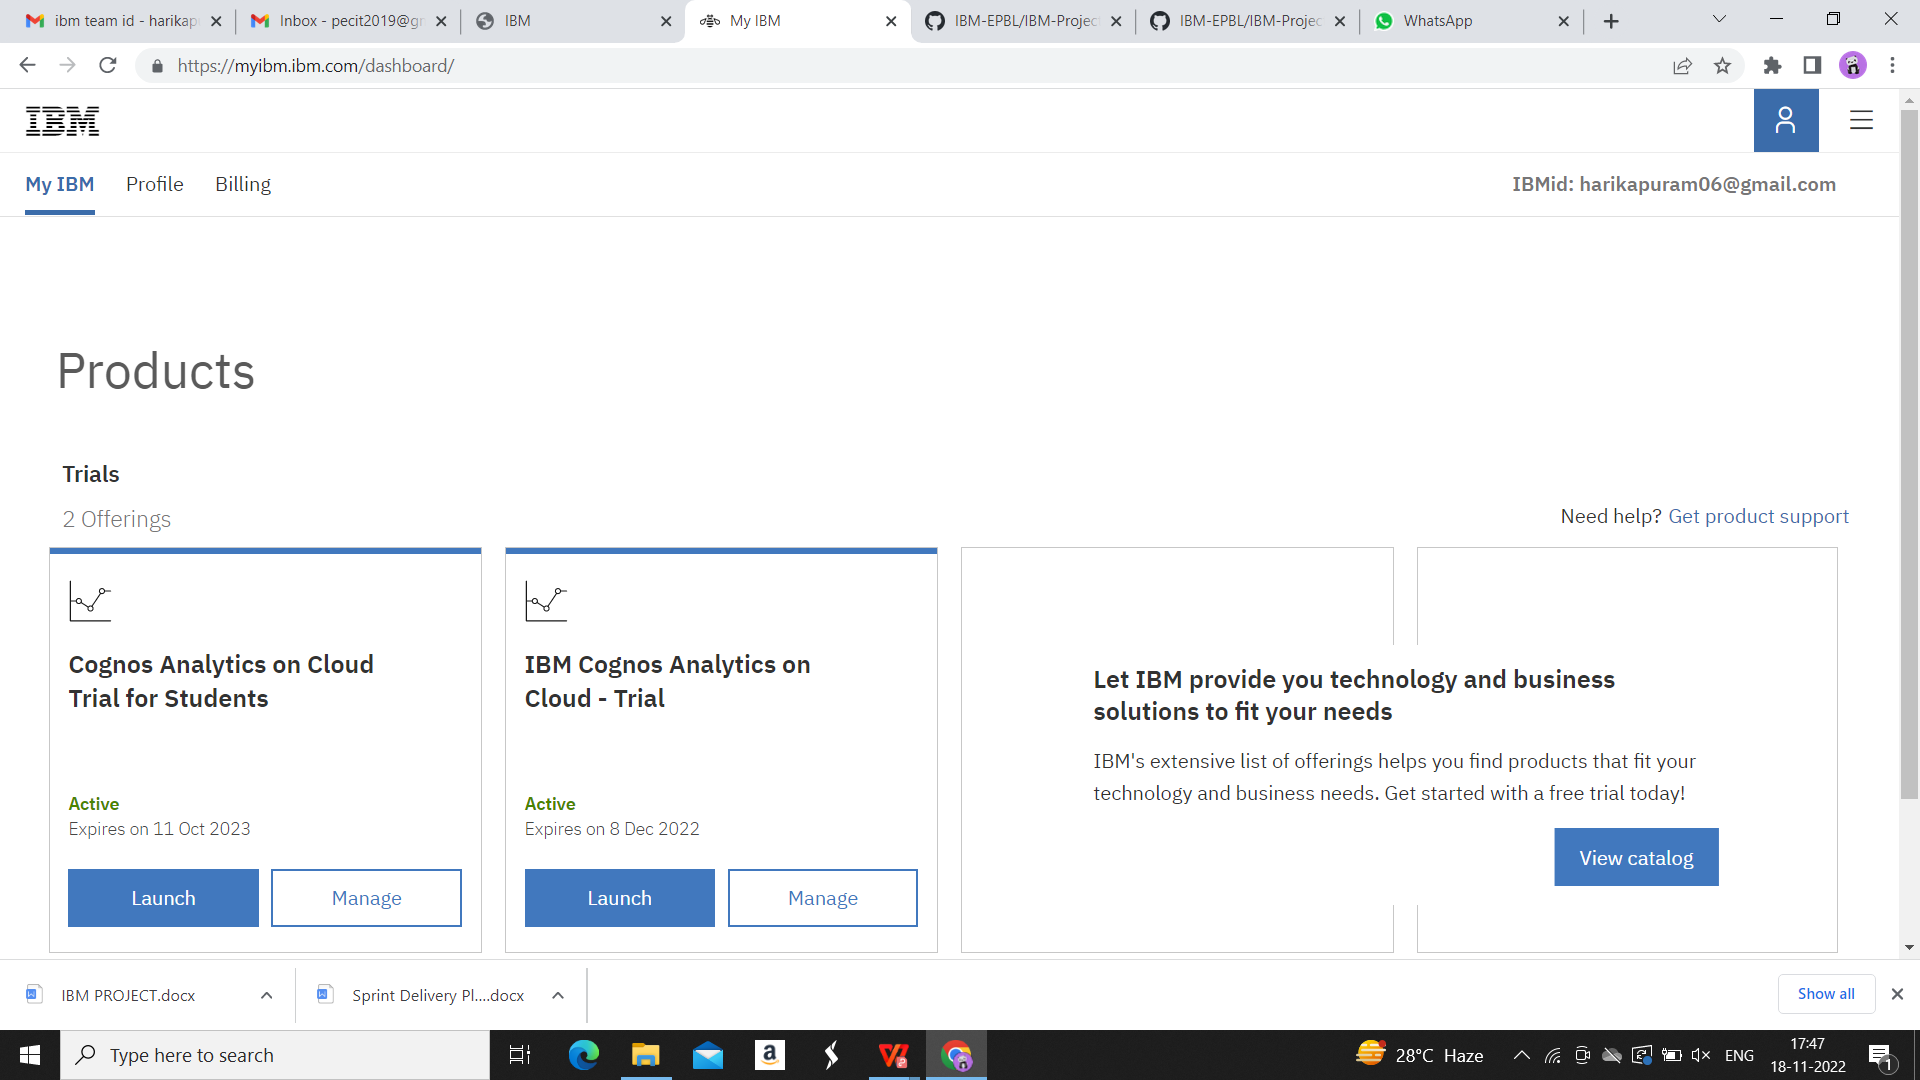 ibm team id - harikap
Inbox - pecit2019@gr
IBM
My IBM
IBM-EPBL/IBM-Projec
IBM-EPBL/IBM-Projec
WhatsApp
https://myibm.ibm.com/dashboard/
IBM
My IBM Profile Billing
IBMid: harikapuram06@gmail.com
Products
Trials
2 Offerings
Need help? Get product support
Cognos Analytics on Cloud
Trial for Students
Active
Expires on 11 Oct 2023
Launch Manage
IBM Cognos Analytics on
Cloud - Trial
Active
Expires on 8 Dec 2022
Launch Manage
Let IBM provide you technology and business
solutions to fit your needs
IBM's extensive list of offerings helps you find products that fit your
technology and business needs. Get started with a free trial today!
View catalog
IBM PROJECT.docx
Sprint Delivery Pl....docx
Show all
Type here to search
28°C Haze
ENG
17:47
18-11-2022
1